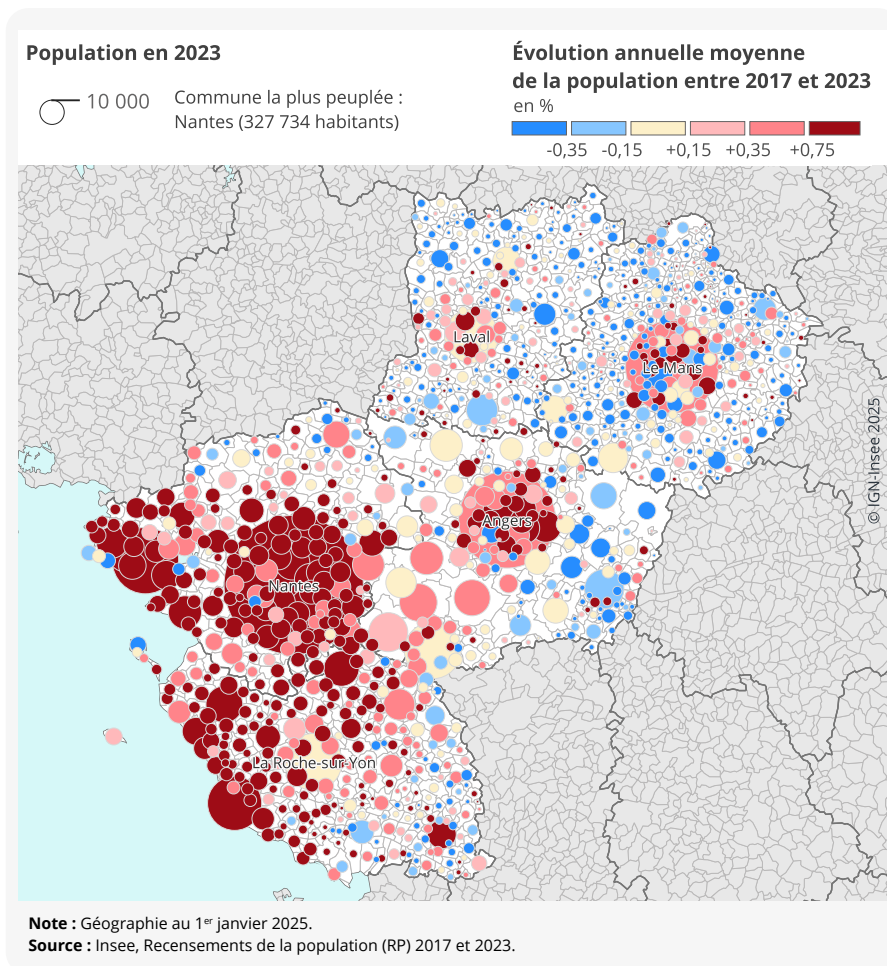 Population en 2023
10 000
Commune la plus peuplée :
Nantes (327 734 habitants)
Évolution annuelle moyenne
de la population entre 2017 et 2023
en %
-0,35 -0,15 +0,15 +0,35 +0,75
Laval
Le Mans
Angers
Nantes
La Roche-sur-Yon
© IGN-Insee 2025
Note : Géographie au 1er janvier 2025.
Source : Insee, Recensements de la population (RP) 2017 et 2023.